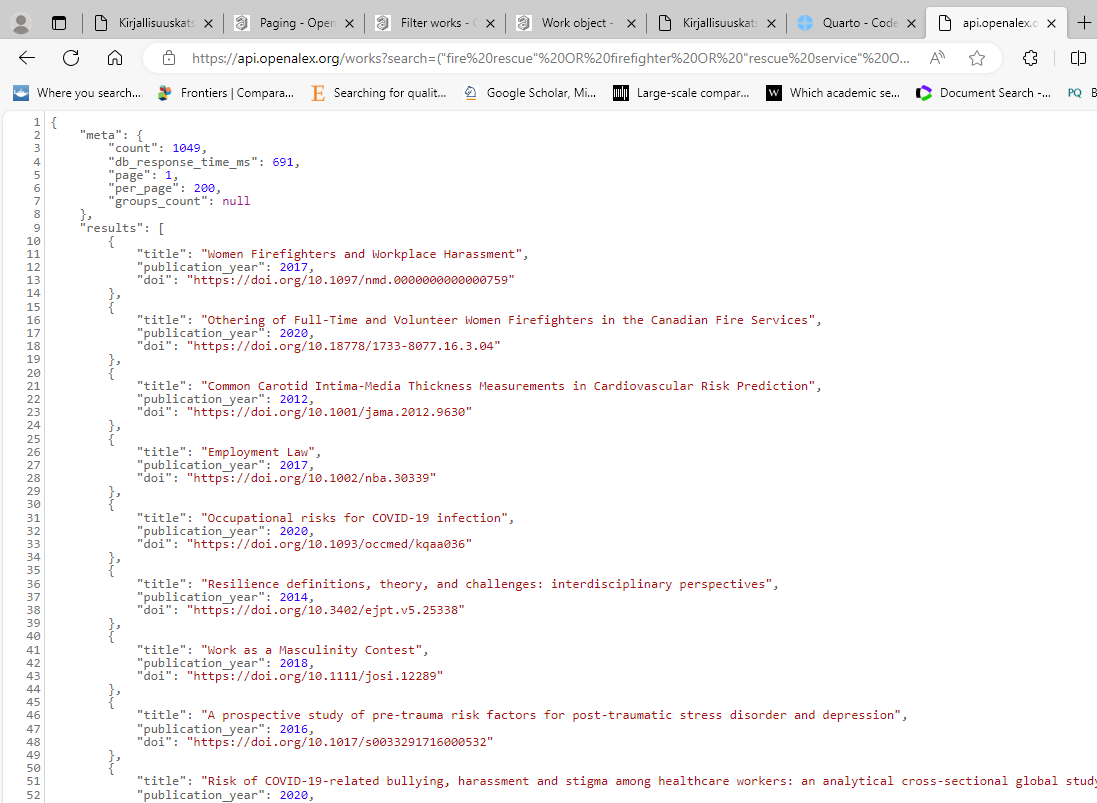 Kirjallisuuskats
Paging - Open
Filter works - O
Work object -
Kirjallisuuskats
Quarto - Code
api.openalex.o
https://api.openalex.org/works?search=("fire%20rescue"%20OR%20firefighter%20OR%20"rescue%20service"%20O...
Where you search...
Frontiers | Compara...
Searching for qualit...
Google Scholar, Mi...
Large-scale compar...
Which academic se...
Document Search -...
PQ
B
1 {
2 "meta": {
3 "count": 1049,
4 "db_response_time_ms": 691,
5 "page": 1,
6 "per_page": 200,
7 "groups_count": null
8 },
9 "results": [
10 {
11 "title": "Women Firefighters and Workplace Harassment",
12 "publication_year": 2017,
13 "doi": "https://doi.org/10.1097/nmd.0000000000000759"
14 },
15 {
16 "title": "Othering of Full-Time and Volunteer Women Firefighters in the Canadian Fire Services",
17 "publication_year": 2020,
18 "doi": "https://doi.org/10.18778/1733-8077.16.3.04"
19 },
20 {
21 "title": "Common Carotid Intima-Media Thickness Measurements in Cardiovascular Risk Prediction",
22 "publication_year": 2012,
23 "doi": "https://doi.org/10.1001/jama.2012.9630"
24 },
25 {
26 "title": "Employment Law",
27 "publication_year": 2017,
28 "doi": "https://doi.org/10.1002/nba.30339"
29 },
30 {
31 "title": "Occupational risks for COVID-19 infection",
32 "publication_year": 2020,
33 "doi": "https://doi.org/10.1093/occmed/kqaa036"
34 },
35 {
36 "title": "Resilience definitions, theory, and challenges: interdisciplinary perspectives",
37 "publication_year": 2014,
38 "doi": "https://doi.org/10.3402/ejpt.v5.25338"
39 },
40 {
41 "title": "Work as a Masculinity Contest",
42 "publication_year": 2018,
43 "doi": "https://doi.org/10.1111/josi.12289"
44 },
45 {
46 "title": "A prospective study of pre-trauma risk factors for post-traumatic stress disorder and depression",
47 "publication_year": 2016,
48 "doi": "https://doi.org/10.1017/s0033291716000532"
49 },
50 {
51 "title": "Risk of COVID-19-related bullying, harassment and stigma among healthcare workers: an analytical cross-sectional global study
52 "publication_year": 2020,